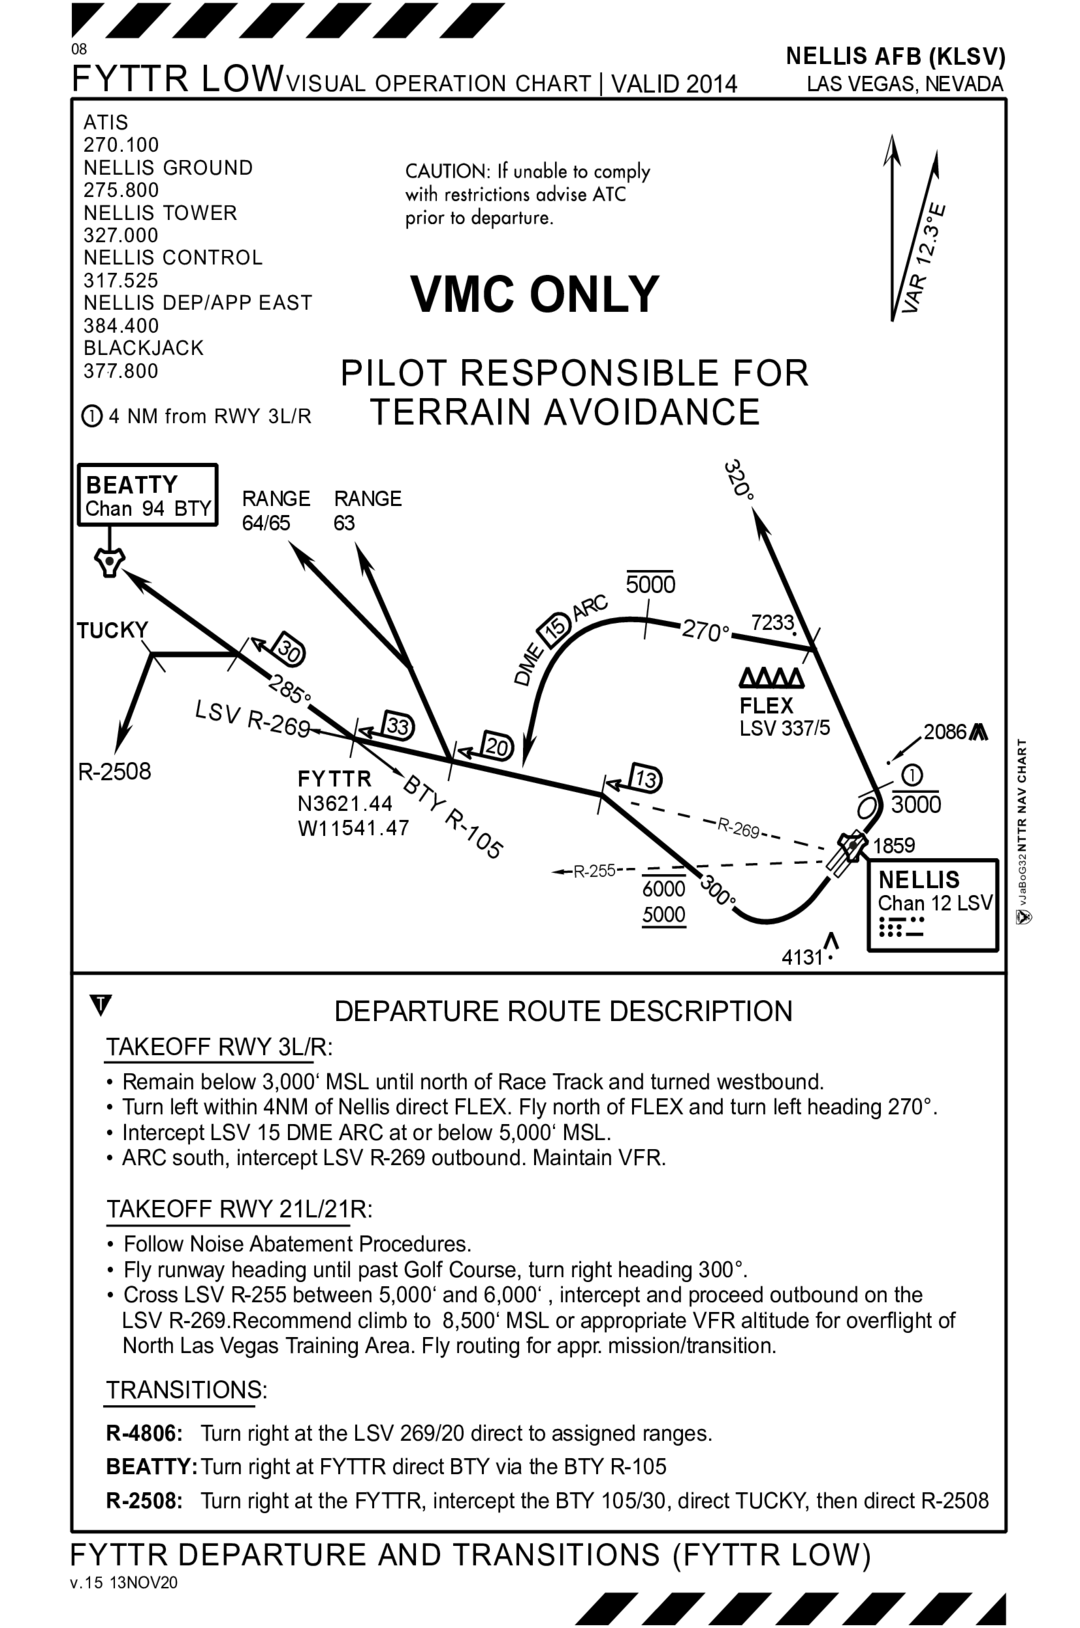 08
FYTTR LOW VISUAL OPERATION CHART | VALID 2014
NELLIS AFB (KLSV)
LAS VEGAS, NEVADA
ATIS
270.100
NELLIS GROUND
275.800
NELLIS TOWER
327.000
NELLIS CONTROL
317.525
NELLIS DEP/APP EAST
384.400
BLACKJACK
377.800
① 4 NM from RWY 3L/R
CAUTION: If unable to comply
with restrictions advise ATC
prior to departure.
VMC ONLY
PILOT RESPONSIBLE FOR
TERRAIN AVOIDANCE
VAR 12.3°E
BEATTY
Chan 94 BTY
RANGE
64/65
RANGE
63
320°
5000
DME 15 ARC
270°
7233
TUCKY
30
285°
LSV R-269
33
20
FLEX
LSV 337/5
2086
R-2508
FYTTR
N3621.44
W11541.47
BTY R-105
13
①
3000
R-269
1859
R-255
6000
5000
300°
NELLIS
Chan 12 LSV
4131
vJaBoG32 NTTR NAV CHART
T
DEPARTURE ROUTE DESCRIPTION
TAKEOFF RWY 3L/R:
• Remain below 3,000‘ MSL until north of Race Track and turned westbound.
• Turn left within 4NM of Nellis direct FLEX. Fly north of FLEX and turn left heading 270°.
• Intercept LSV 15 DME ARC at or below 5,000‘ MSL.
• ARC south, intercept LSV R-269 outbound. Maintain VFR.
TAKEOFF RWY 21L/21R:
• Follow Noise Abatement Procedures.
• Fly runway heading until past Golf Course, turn right heading 300°.
• Cross LSV R-255 between 5,000‘ and 6,000‘ , intercept and proceed outbound on the
LSV R-269.Recommend climb to 8,500‘ MSL or appropriate VFR altitude for overflight of
North Las Vegas Training Area. Fly routing for appr. mission/transition.
TRANSITIONS:
R-4806: Turn right at the LSV 269/20 direct to assigned ranges.
BEATTY: Turn right at FYTTR direct BTY via the BTY R-105
R-2508: Turn right at the FYTTR, intercept the BTY 105/30, direct TUCKY, then direct R-2508
FYTTR DEPARTURE AND TRANSITIONS (FYTTR LOW)
v.15 13NOV20